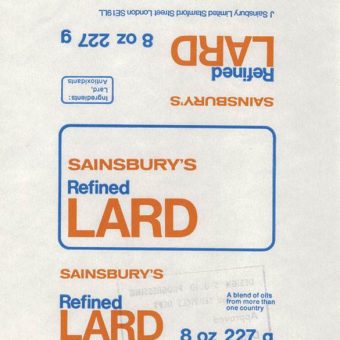 J Sainsbury Limited Stamford Street London SE1 9LL
8 oz 227 g
Refined
LARD
SAINSBURY'S
Ingredients:
Lard,
Antioxidants
SAINSBURY'S
Refined
LARD
SAINSBURY'S
Refined
LARD
A blend of oils
from more than
one country
8 oz 227 g